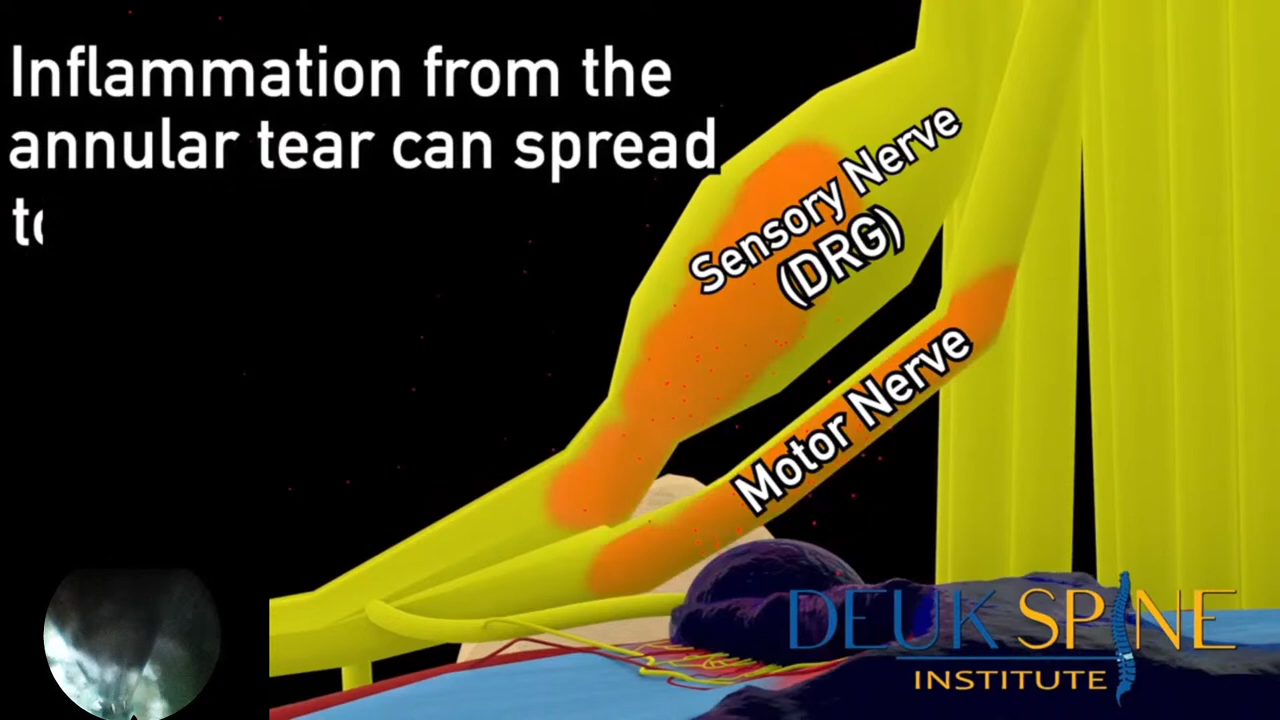 Inflammation from the
annular tear can spread
Sensory Nerve
(DRG)
Motor Nerve
DEUK SPINE
INSTITUTE